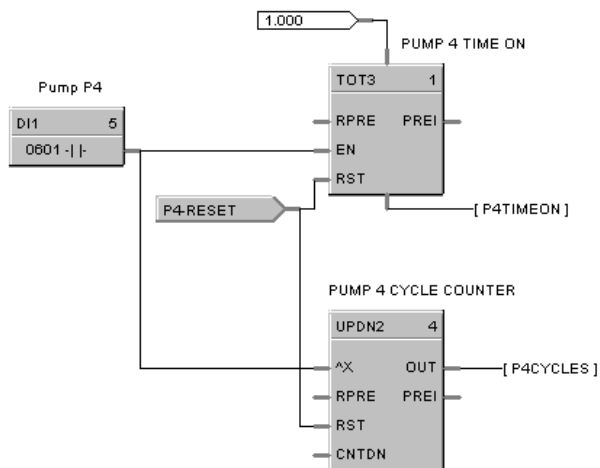 1.000
PUMP 4 TIME ON
TOT3 1
RPRE PREI
EN
RST
Pump P4
DI1 5
0601 -| |-
P4-RESET
[ P4TIMEON ]
PUMP 4 CYCLE COUNTER
UPDN2 4
^X OUT
[ P4CYCLES ]
RPRE PREI
RST
CNTDN